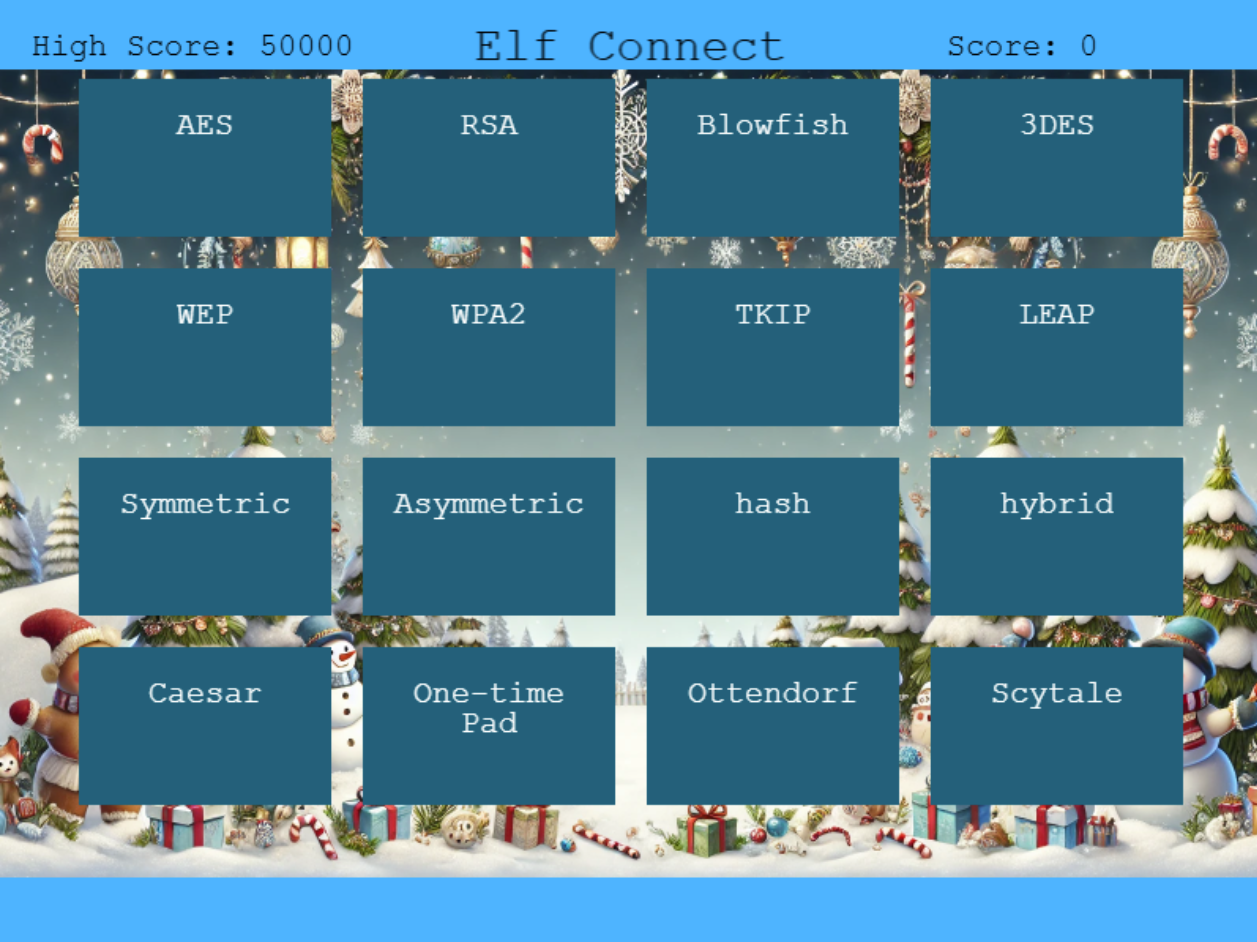 High Score: 50000 Elf Connect Score: 0
AES RSA Blowfish 3DES
WEP WPA2 TKIP LEAP
Symmetric Asymmetric hash hybrid
Caesar One-time Ottendorf Scytale
Pad